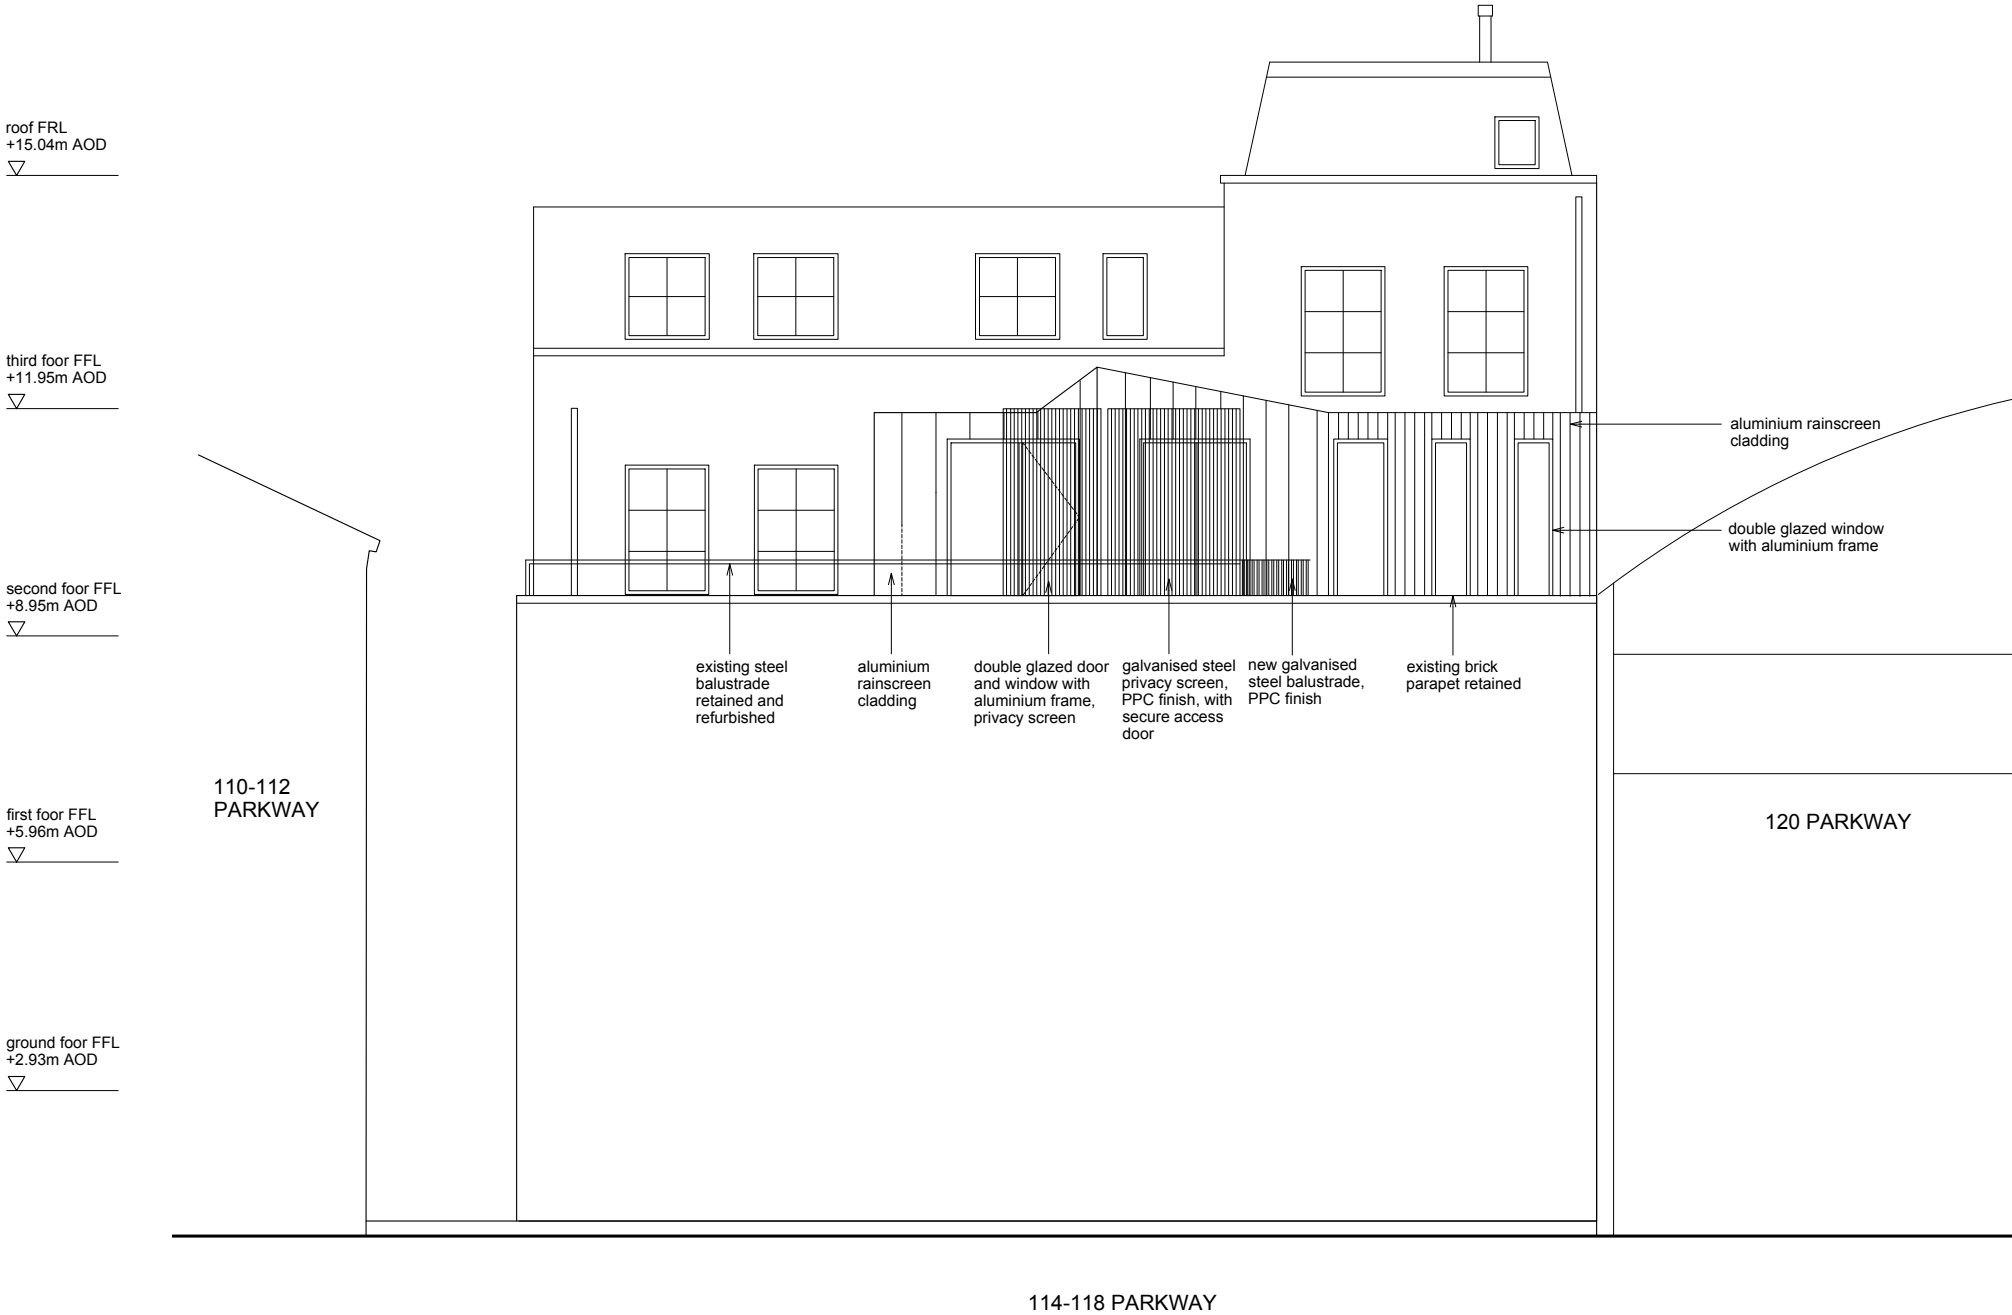 roof FRL
+15.04m AOD
third foor FFL
+11.95m AOD
aluminium rainscreen
cladding
double glazed window
with aluminium frame
second foor FFL
+8.95m AOD
existing steel
balustrade
retained and
refurbished
aluminium
rainscreen
cladding
double glazed door
and window with
aluminium frame,
privacy screen
galvanised steel
privacy screen,
PPC finish, with
secure access
door
new galvanised
steel balustrade,
PPC finish
existing brick
parapet retained
110-112
PARKWAY
first foor FFL
+5.96m AOD
120 PARKWAY
ground foor FFL
+2.93m AOD
114-118 PARKWAY